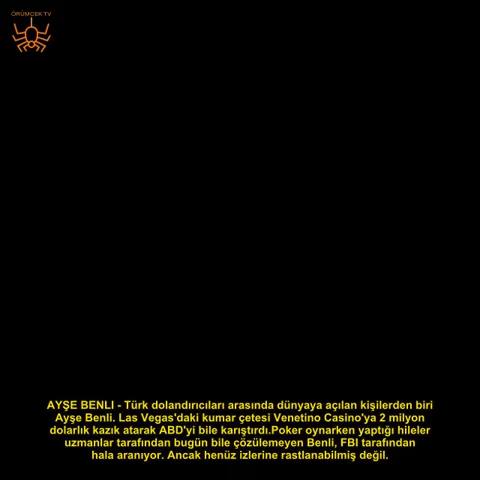 ÖRÜMCEK TV
AYŞE BENLI - Türk dolandırıcıları arasında dünyaya açılan kişilerden biri
Ayşe Benli. Las Vegas'daki kumar çetesi Venetino Casino'ya 2 milyon
dolarlık kazık atarak ABD'yi bile karıştırdı.Poker oynarken yaptığı hileler
uzmanlar tarafından bugün bile çözülemeyen Benli, FBI tarafından
hala aranıyor. Ancak henüz izlerine rastlanabilmiş değil.